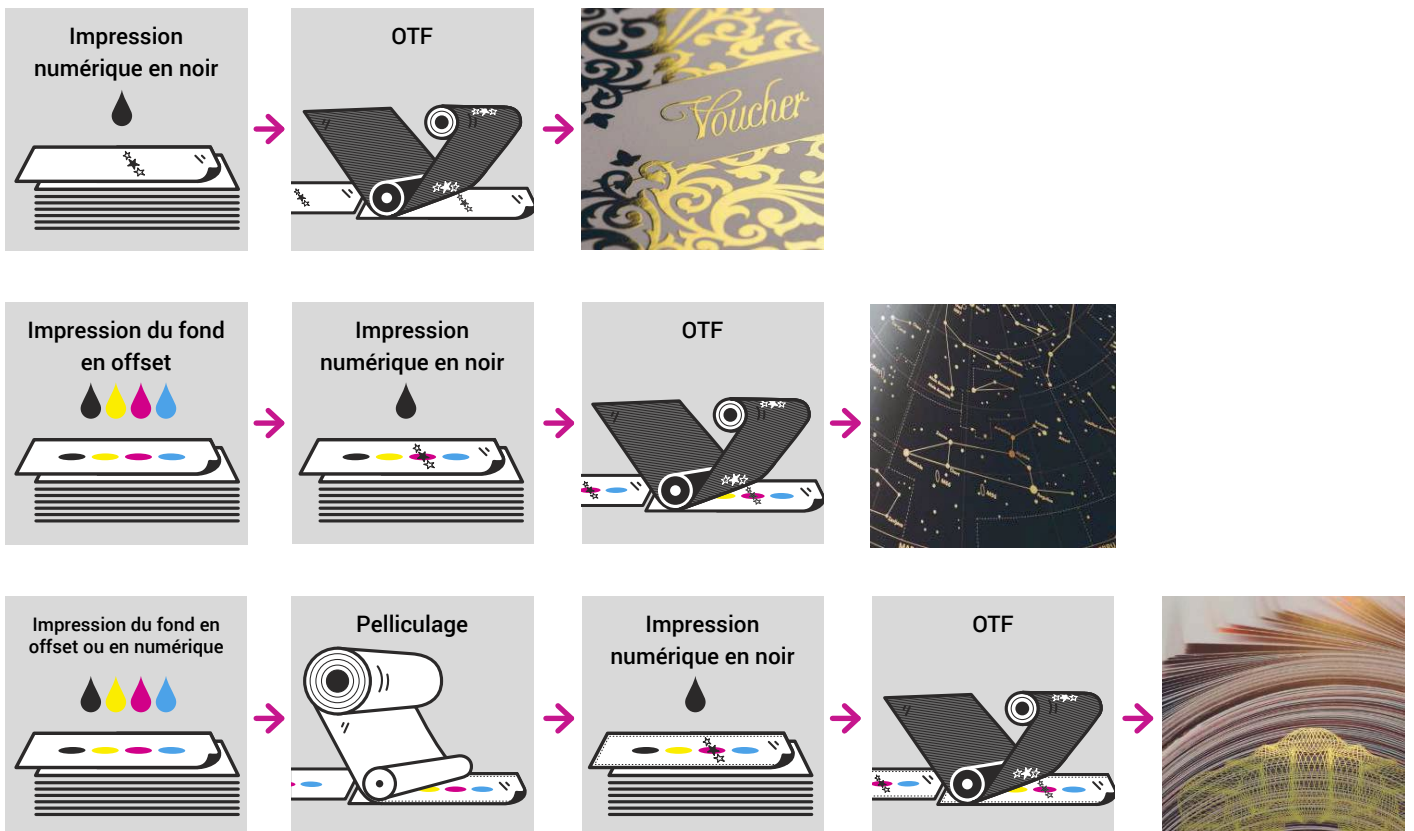 Impression
numérique en noir
OTF
Voucher
Impression du fond
en offset
Impression
numérique en noir
OTF
M94
Impression du fond en
offset ou en numérique
Pelliculage
Impression
numérique en noir
OTF